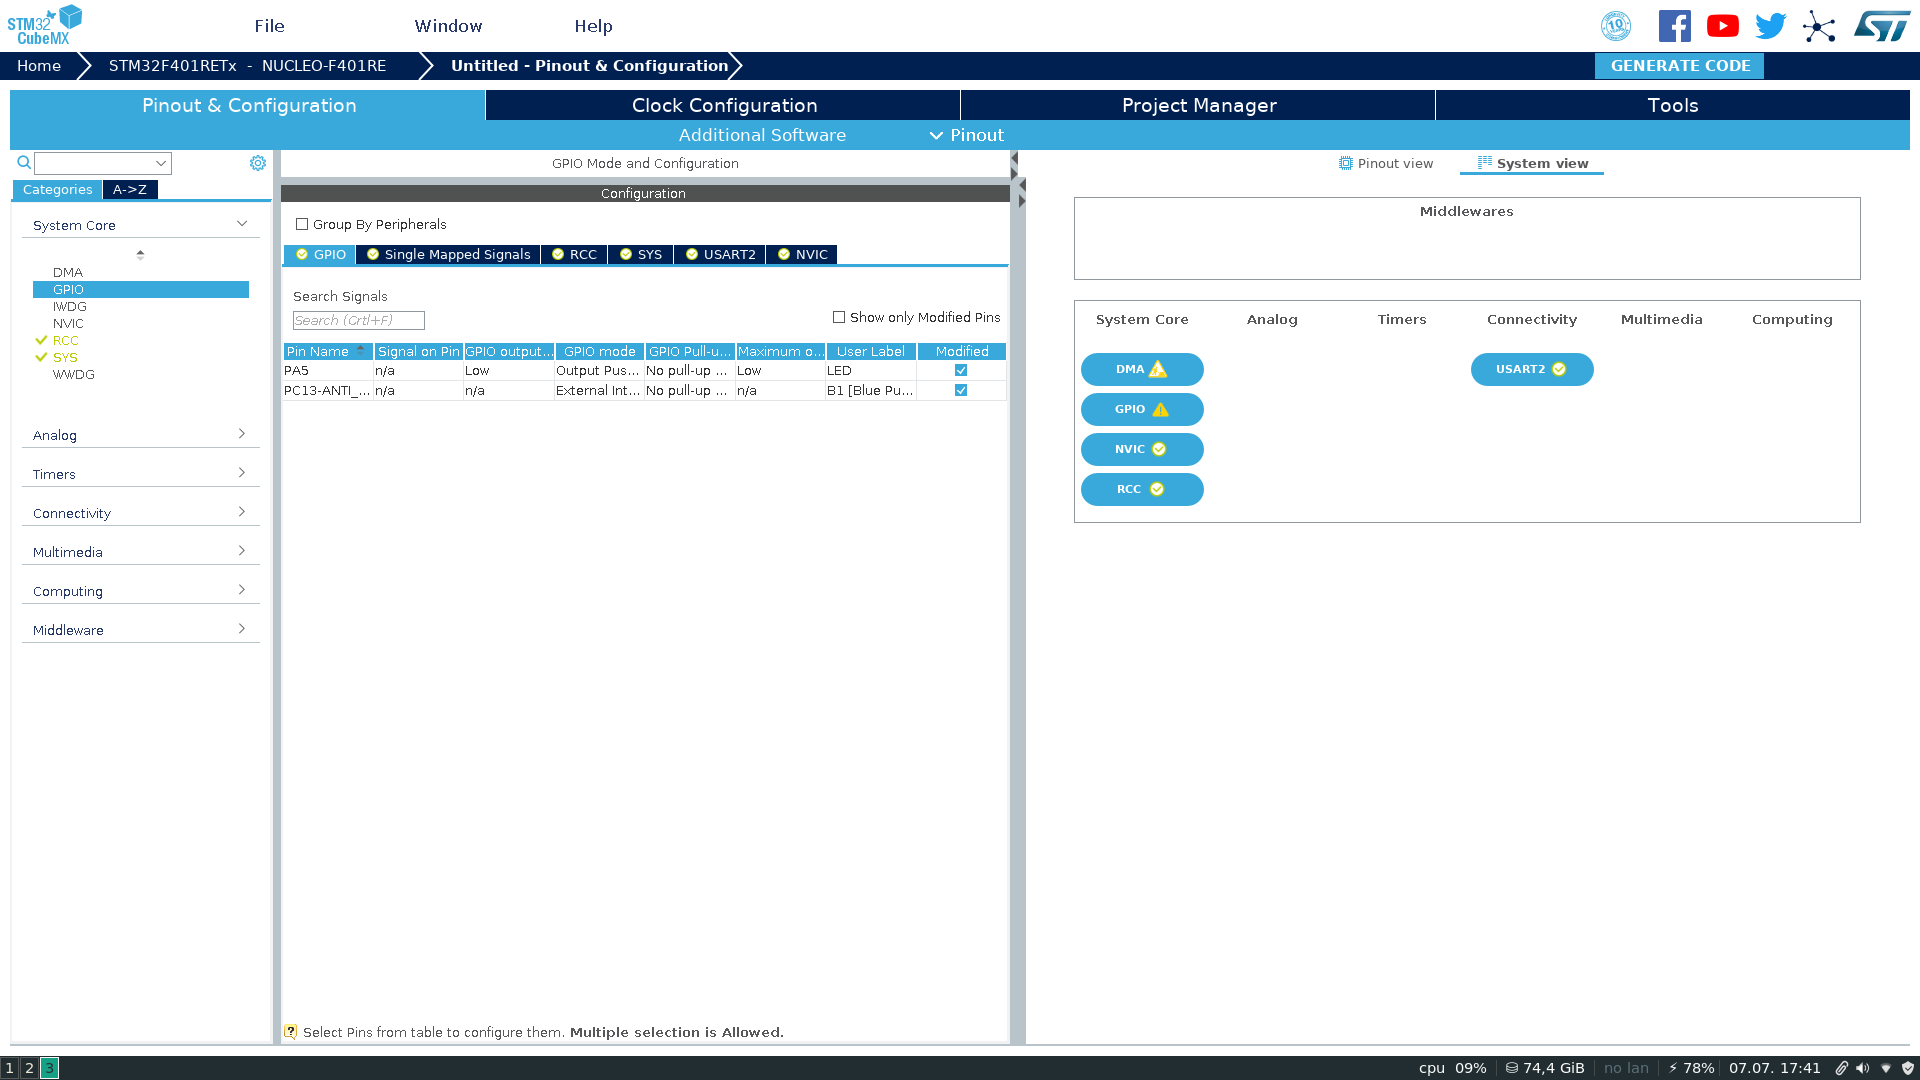 STM32
CubeMX
File
Window
Help
10
Home
STM32F401RETx - NUCLEO-F401RE
Untitled - Pinout & Configuration
GENERATE CODE
Pinout & Configuration
Clock Configuration
Project Manager
Tools
Additional Software
Pinout
GPIO Mode and Configuration
Pinout view
System view
Categories
A->Z
Configuration
System Core
Group By Peripherals
GPIO
Single Mapped Signals
RCC
SYS
USART2
NVIC
DMA
GPIO
IWDG
NVIC
RCC
SYS
WWDG
Analog
Timers
Connectivity
Multimedia
Computing
Middleware
Search Signals
Search (Crtl+F)
Show only Modified Pins
Pin Name
Signal on Pin
GPIO output...
GPIO mode
GPIO Pull-u...
Maximum o...
User Label
Modified
PA5
n/a
Low
Output Pus...
No pull-up ...
Low
LED
PC13-ANTI_...
n/a
n/a
External Int...
No pull-up ...
n/a
B1 [Blue Pu...
Select Pins from table to configure them. Multiple selection is Allowed.
Middlewares
System Core
Analog
Timers
Connectivity
Multimedia
Computing
DMA
USART2
GPIO
NVIC
RCC
1
2
3
cpu 09%
74,4 GiB
no lan
78%
07.07. 17:41